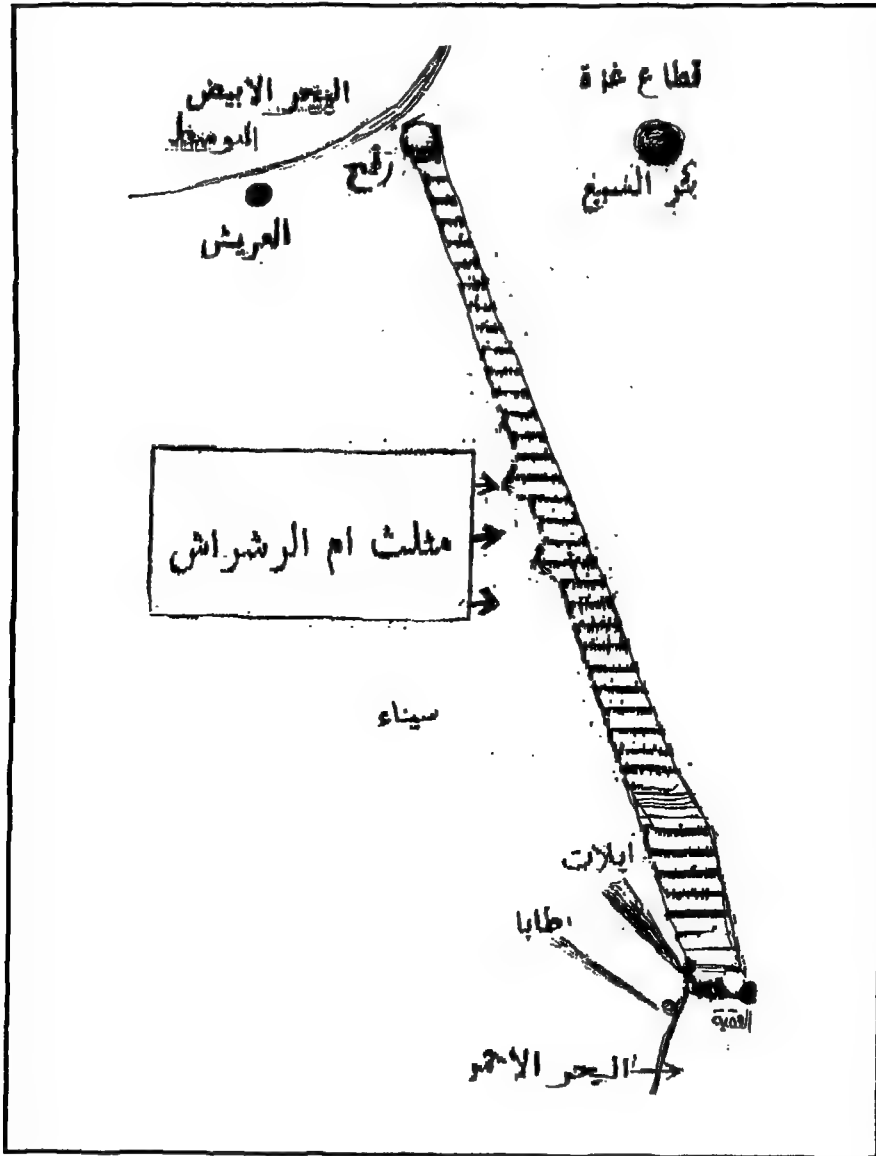 البحر الابيض
المتوسط
قطاع غزة
رفح
بئر السبع
العريش
مثلث ام الرشراش
سيناء
ايلات
طابا
العقبة
البحر الاحمر